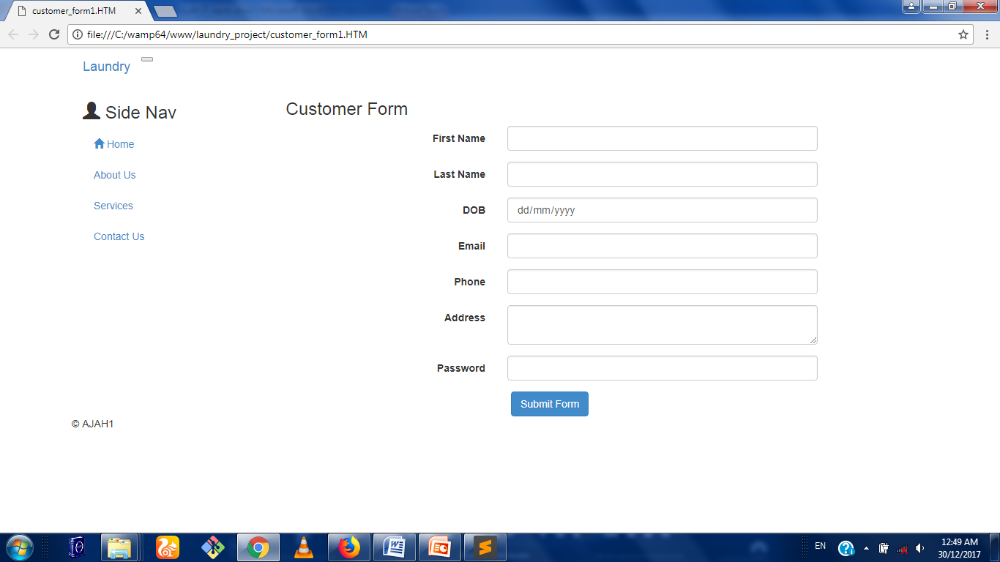 customer_form1.HTM
file:///C:/wamp64/www/laundry_project/customer_form1.HTM
Laundry
Side Nav
Home
About Us
Services
Contact Us
Customer Form
First Name
Last Name
DOB
dd/mm/yyyy
Email
Phone
Address
Password
Submit Form
© AJAH1
EN
12:49 AM
30/12/2017